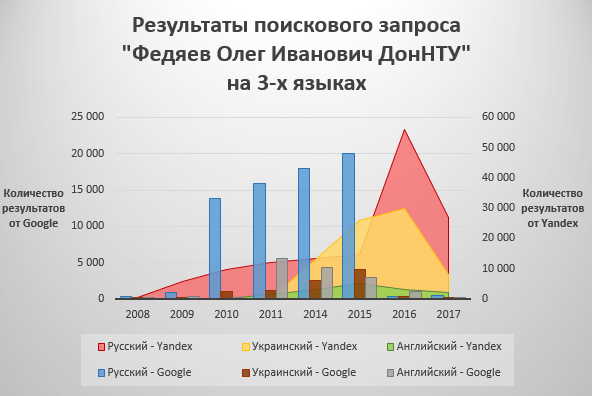 Результаты поискового запроса
"Федяев Олег Иванович ДонНТУ"
на 3-х языках
25 000
20 000
15 000
10 000
5 000
0
Количество
результатов
от Google
60 000
50 000
40 000
30 000
20 000
10 000
0
Количество
результатов
от Yandex
2008 2009 2010 2011 2014 2015 2016 2017
Русский - Yandex Украинский - Yandex Английский - Yandex
Русский - Google Украинский - Google Английский - Google